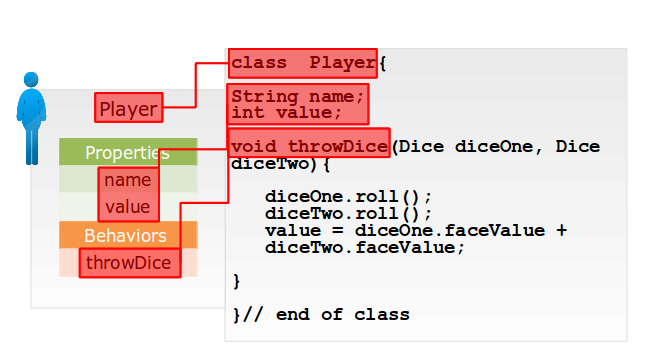 Player
Properties
name
value
Behaviors
throwDice
class  Player{
String name;
int value;
void throwDice(Dice diceOne, Dice
diceTwo){
diceOne.roll();
diceTwo.roll();
value = diceOne.faceValue +
diceTwo.faceValue;
}
}// end of class